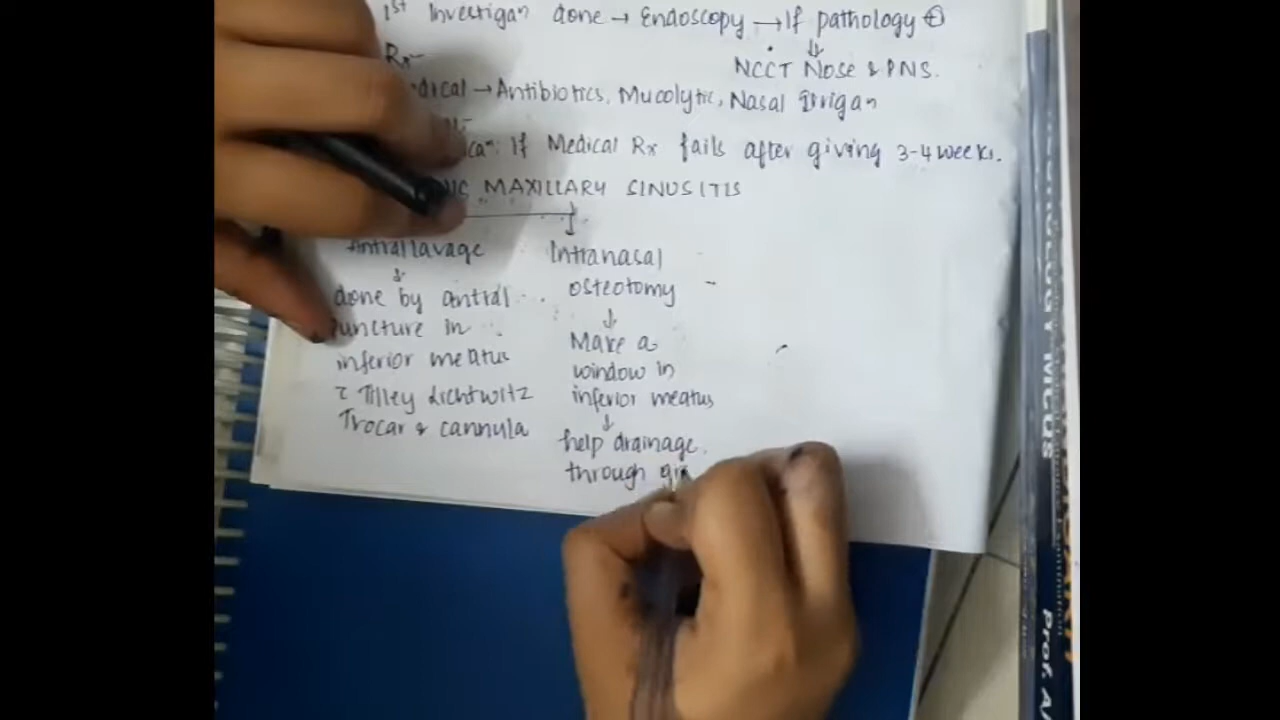 1st Investigan done → Endoscopy → If pathology ⊕
↓
Rx-
NCCT Nose & PNS.
dical → Antibiotics, Mucolytic, Nasal Irrigan
If Medical Rx fails after giving 3-4 weeks.
MAXILLARY SINUSITIS
Antral lavage
↓
done by antral
puncture in
inferior meatus
c Tilley Lichtwitz
Trocar & cannula
Intranasal
osteotomy
↓
Make a
window in
inferior meatus
↓
help drainage
through
Prof. A